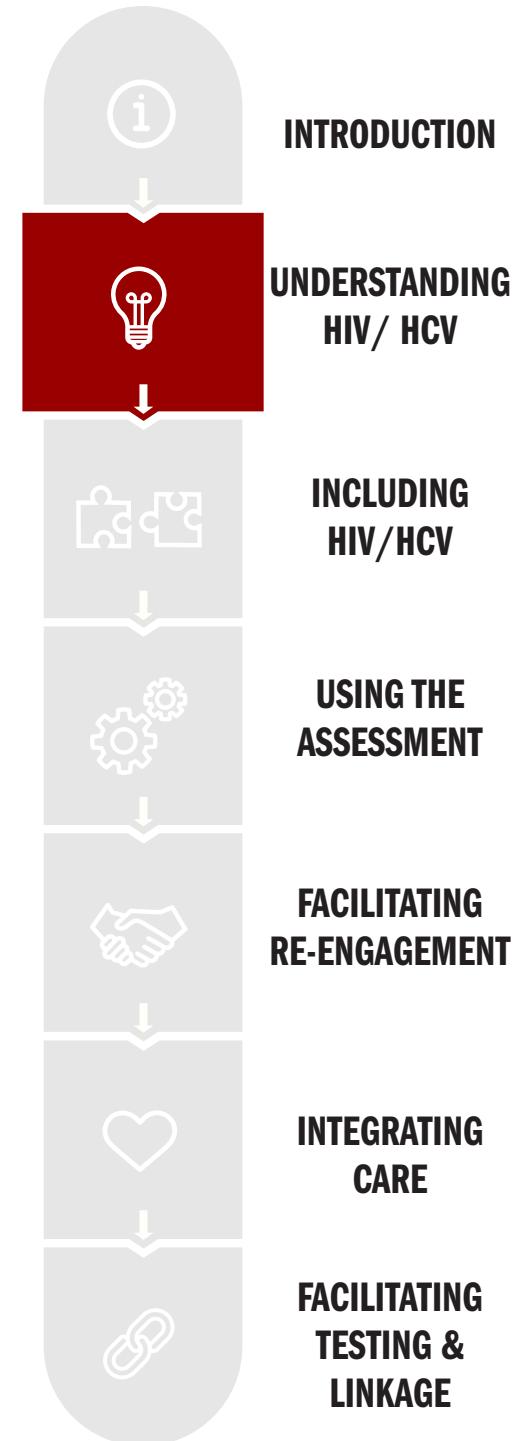 INTRODUCTION
UNDERSTANDING
HIV/ HCV
INCLUDING
HIV/HCV
USING THE
ASSESSMENT
FACILITATING
RE-ENGAGEMENT
INTEGRATING
CARE
FACILITATING
TESTING &
LINKAGE